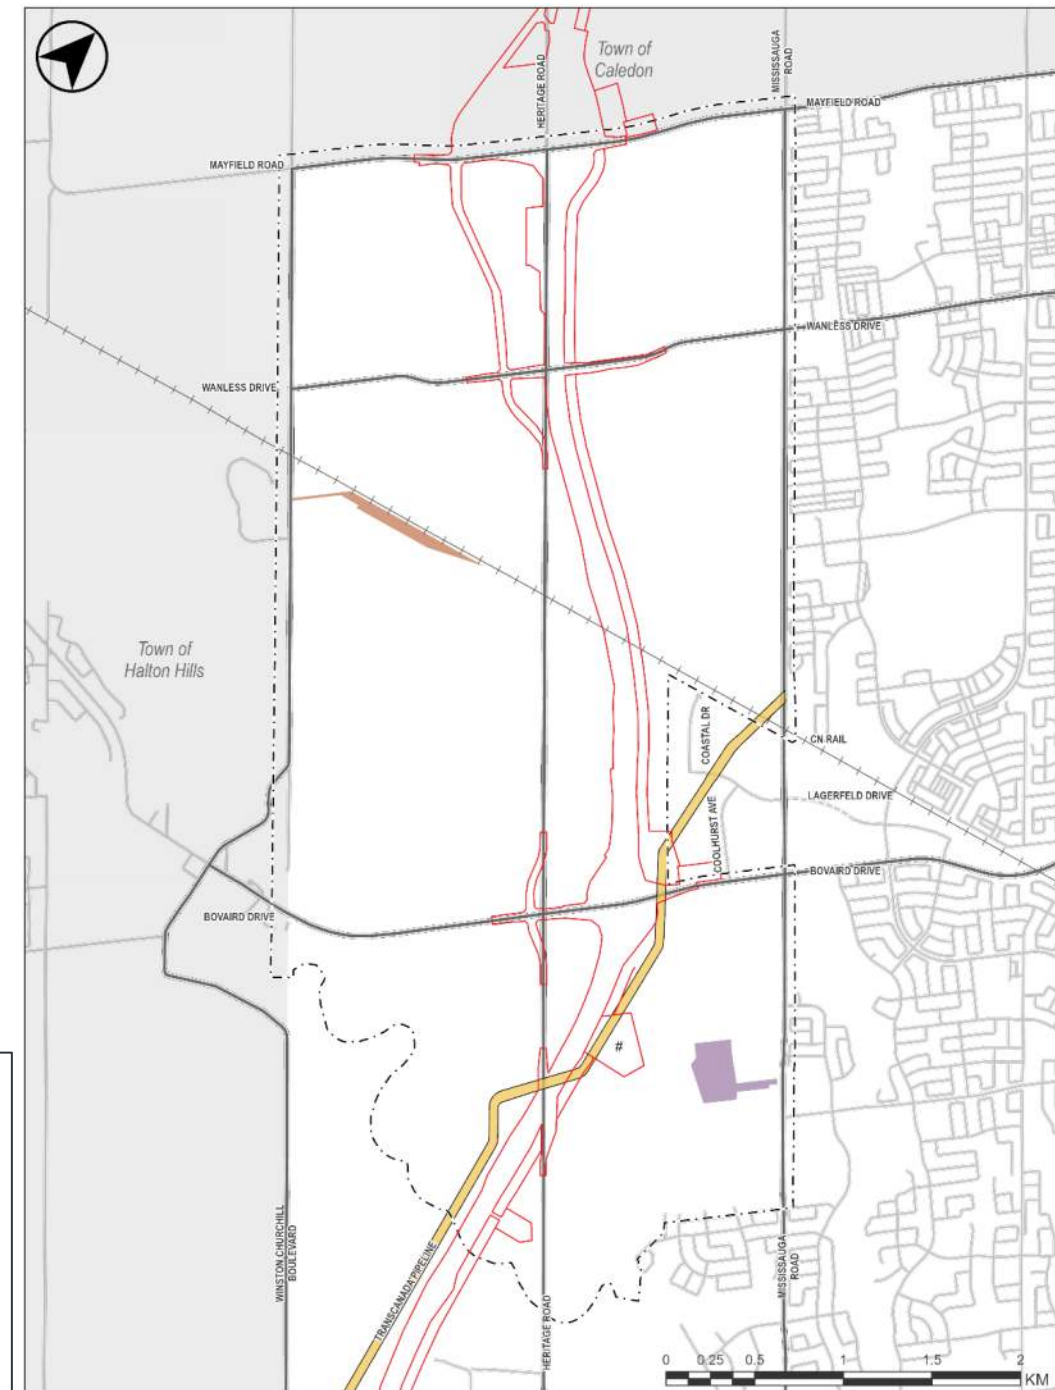 Town of
Caledon
HERITAGE ROAD
MISSISSAUGA
ROAD
MAYFIELD ROAD
MAYFIELD ROAD
WANLESS DRIVE
WANLESS DRIVE
Town of
Halton Hills
COASTAL DR
CN RAIL
LAGERFELD DRIVE
COOLHURST AVE
BOVAIRD DRIVE
BOVAIRD DRIVE
#
WINSTON CHURCHILL
BOULEVARD
TRANSCANADA PIPELINE
HERITAGE ROAD
MISSISSAUGA
ROAD
0 0.25 0.5 1 1.5 2
KM